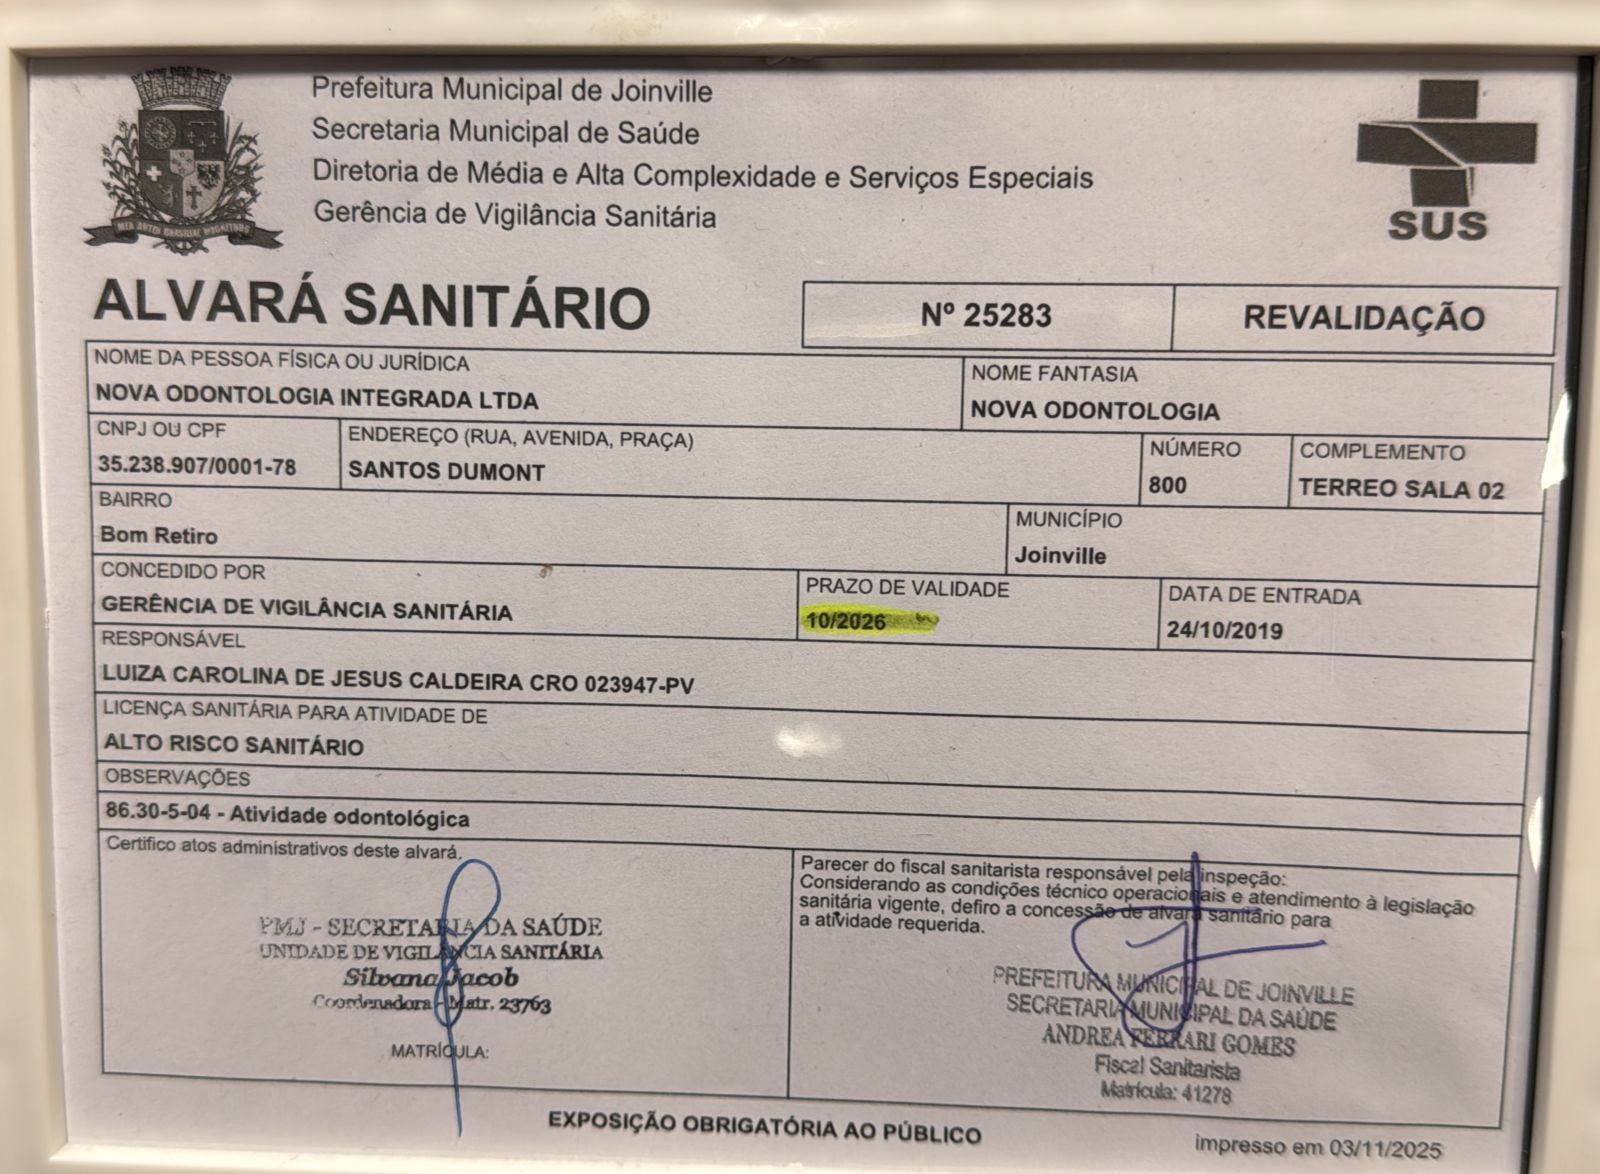 Prefeitura Municipal de Joinville
Secretaria Municipal de Saúde
Diretoria de Média e Alta Complexidade e Serviços Especiais
Gerência de Vigilância Sanitária
SUS
ALVARÁ SANITÁRIO
Nº 25283
REVALIDAÇÃO
NOME DA PESSOA FÍSICA OU JURÍDICA
NOVA ODONTOLOGIA INTEGRADA LTDA
NOME FANTASIA
NOVA ODONTOLOGIA
CNPJ OU CPF
35.238.907/0001-78
ENDEREÇO (RUA, AVENIDA, PRAÇA)
SANTOS DUMONT
NÚMERO
800
COMPLEMENTO
TERREO SALA 02
BAIRRO
Bom Retiro
MUNICÍPIO
Joinville
CONCEDIDO POR
GERÊNCIA DE VIGILÂNCIA SANITÁRIA
PRAZO DE VALIDADE
10/2026
DATA DE ENTRADA
24/10/2019
RESPONSÁVEL
LUIZA CAROLINA DE JESUS CALDEIRA CRO 023947-PV
LICENÇA SANITÁRIA PARA ATIVIDADE DE
ALTO RISCO SANITÁRIO
OBSERVAÇÕES
86.30-5-04 - Atividade odontológica
Certifico atos administrativos deste alvará.
PMJ - SECRETARIA DA SAÚDE
UNIDADE DE VIGILÂNCIA SANITÁRIA
Silvana Jacob
Coordenadora - Matr. 23763
MATRÍCULA:
Parecer do fiscal sanitarista responsável pela inspeção:
Considerando as condições técnico operacionais e atendimento à legislação
sanitária vigente, defiro a concessão de alvará sanitário para
a atividade requerida.
PREFEITURA MUNICIPAL DE JOINVILLE
SECRETARIA MUNICIPAL DA SAÚDE
ANDREA FERRARI GOMES
Fiscal Sanitarista
Matrícula: 41278
EXPOSIÇÃO OBRIGATÓRIA AO PÚBLICO
impresso em 03/11/2025